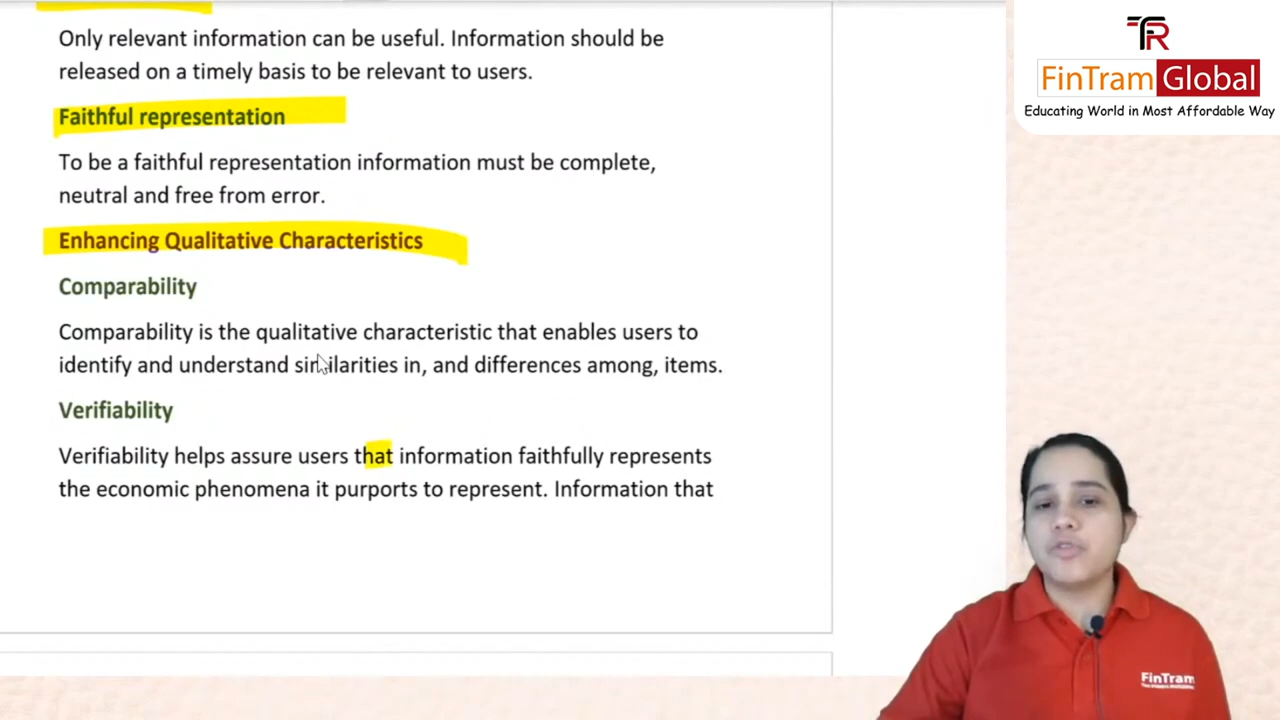 Only relevant information can be useful. Information should be
released on a timely basis to be relevant to users.
Faithful representation
To be a faithful representation information must be complete,
neutral and free from error.
Enhancing Qualitative Characteristics
Comparability
Comparability is the qualitative characteristic that enables users to
identify and understand similarities in, and differences among, items.
Verifiability
Verifiability helps assure users that information faithfully represents
the economic phenomena it purports to represent. Information that
TR
FinTram Global
Educating World in Most Affordable Way
FinTram